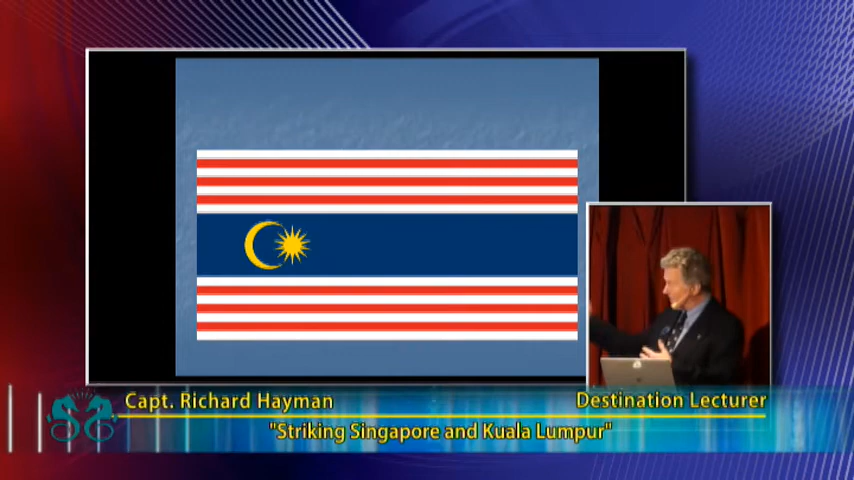 Capt. Richard Hayman
Destination Lecturer
"Striking Singapore and Kuala Lumpur"